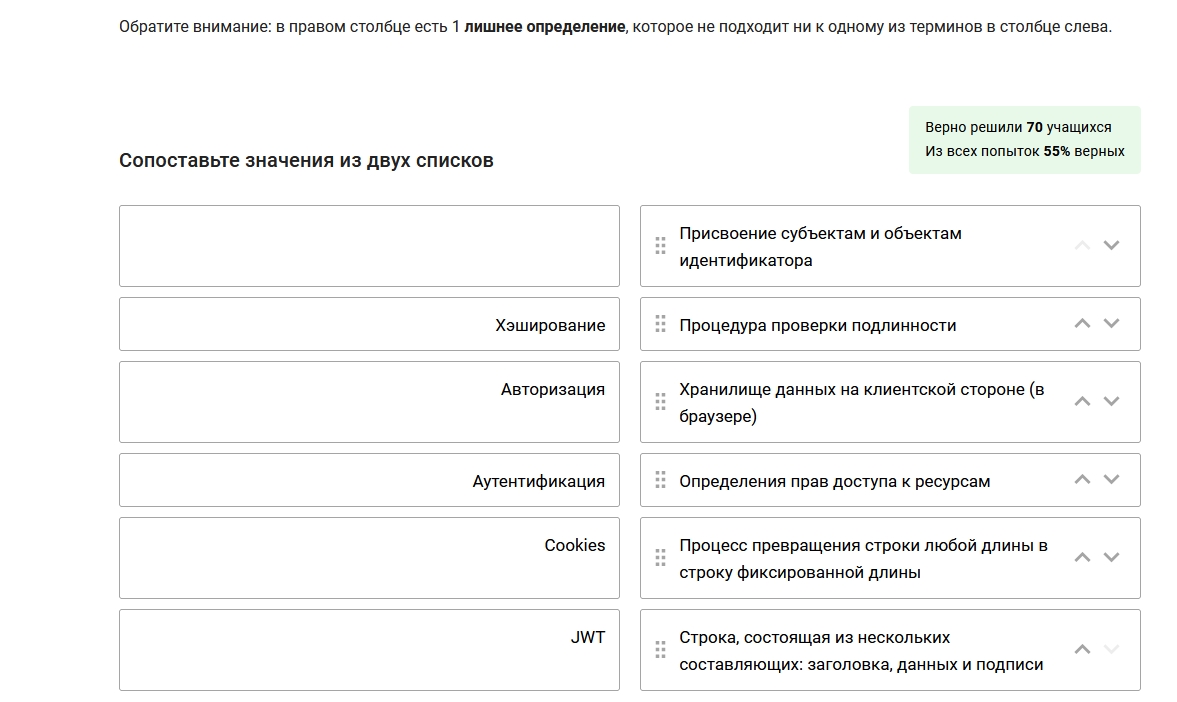 Обратите внимание: в правом столбце есть 1 лишнее определение, которое не подходит ни к одному из терминов в столбце слева.
Верно решили 70 учащихся
Из всех попыток 55% верных
Сопоставьте значения из двух списков
Присвоение субъектам и объектам
идентификатора
Хэширование
Процедура проверки подлинности
Авторизация
Хранилище данных на клиентской стороне (в
браузере)
Аутентификация
Определения прав доступа к ресурсам
Cookies
Процесс превращения строки любой длины в
строку фиксированной длины
JWT
Строка, состоящая из нескольких
составляющих: заголовка, данных и подписи